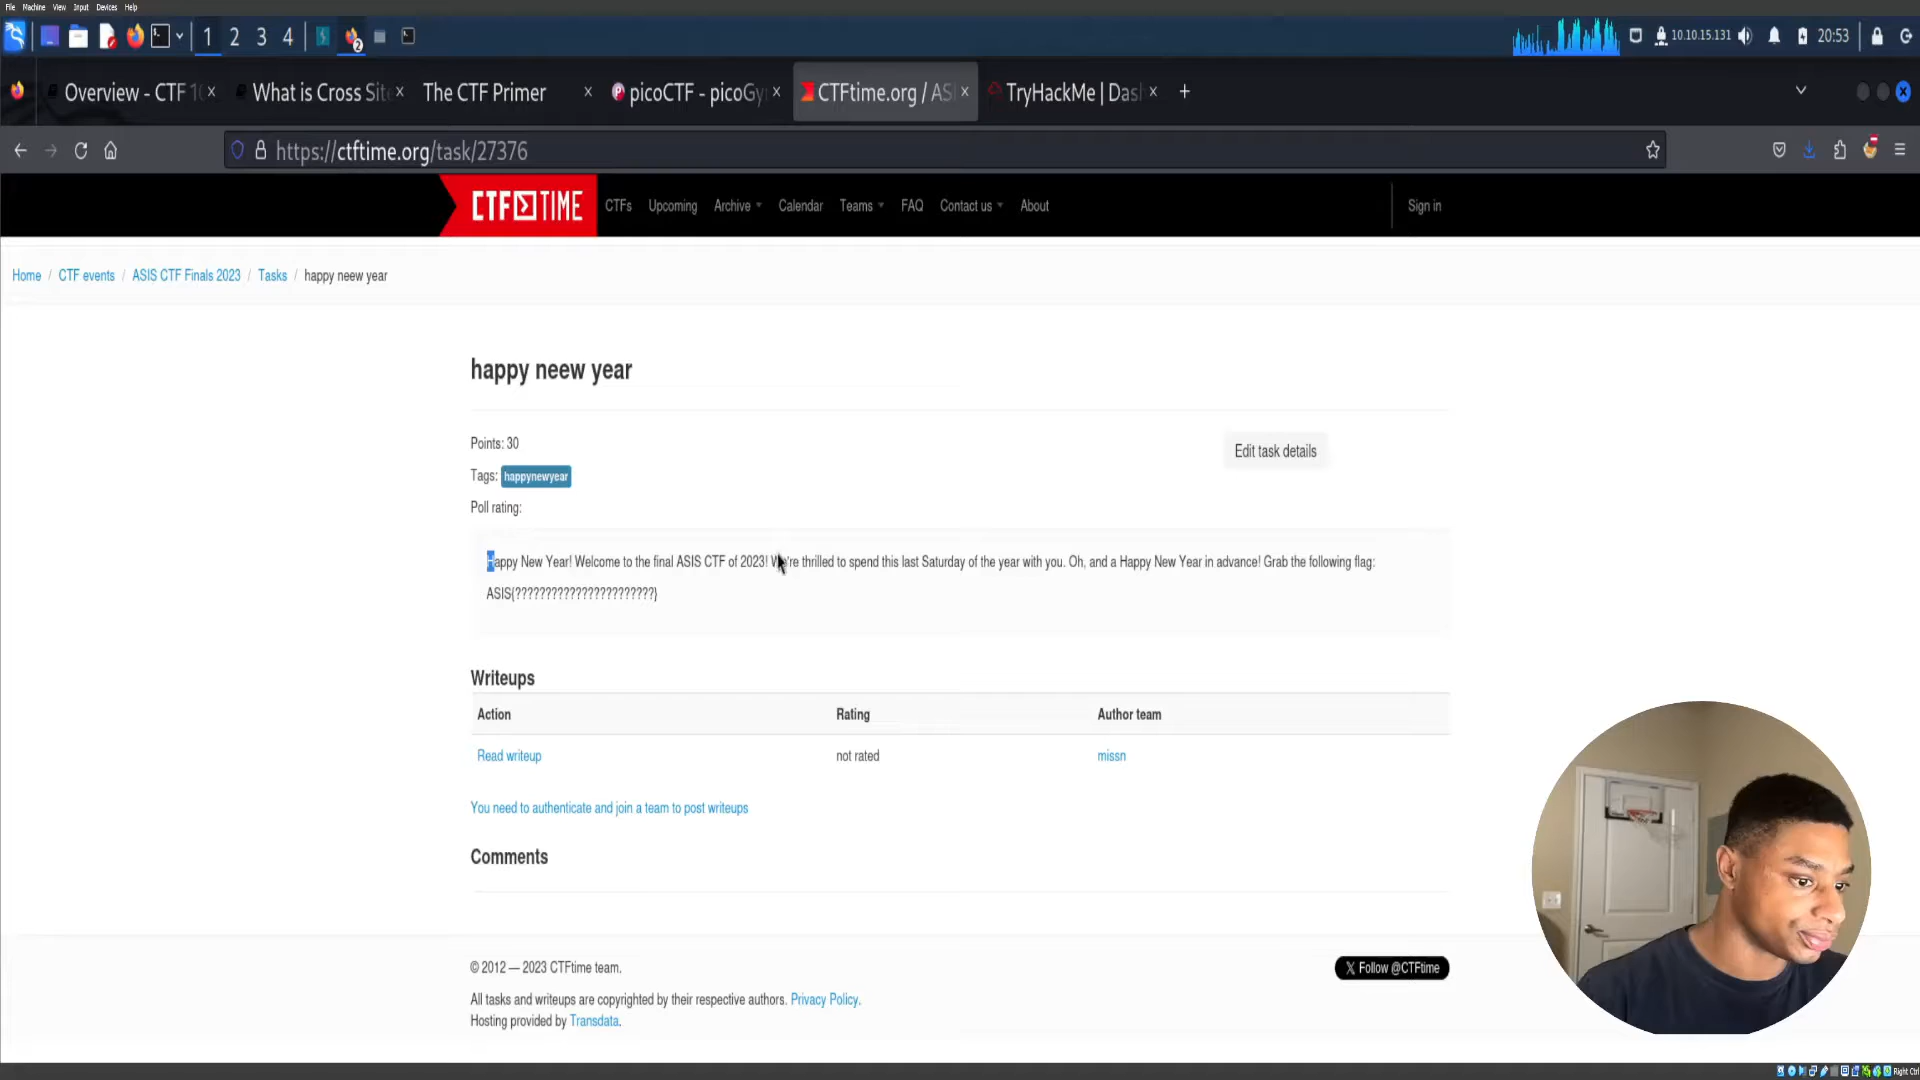 File Machine View Input Devices Help
1 2 3 4 2 10.10.15.131 20:53
Overview - CTF 1 What is Cross Sit The CTF Primer picoCTF - picoGy CTFtime.org / AS TryHackMe | Das
https://ctftime.org/task/27376
CTF TIME CTFs Upcoming Archive Calendar Teams FAQ Contact us About Sign in
Home / CTF events / ASIS CTF Finals 2023 / Tasks / happy neew year
happy neew year
Points: 30
Edit task details
Tags: happynewyear
Poll rating:
Happy New Year! Welcome to the final ASIS CTF of 2023! We're thrilled to spend this last Saturday of the year with you. Oh, and a Happy New Year in advance! Grab the following flag:
ASIS{???????????????????????}
Writeups
Action Rating Author team
Read writeup not rated missn
You need to authenticate and join a team to post writeups
Comments
© 2012 — 2023 CTFtime team.
X Follow @CTFtime
All tasks and writeups are copyrighted by their respective authors. Privacy Policy.
Hosting provided by Transdata.
Right Ctrl